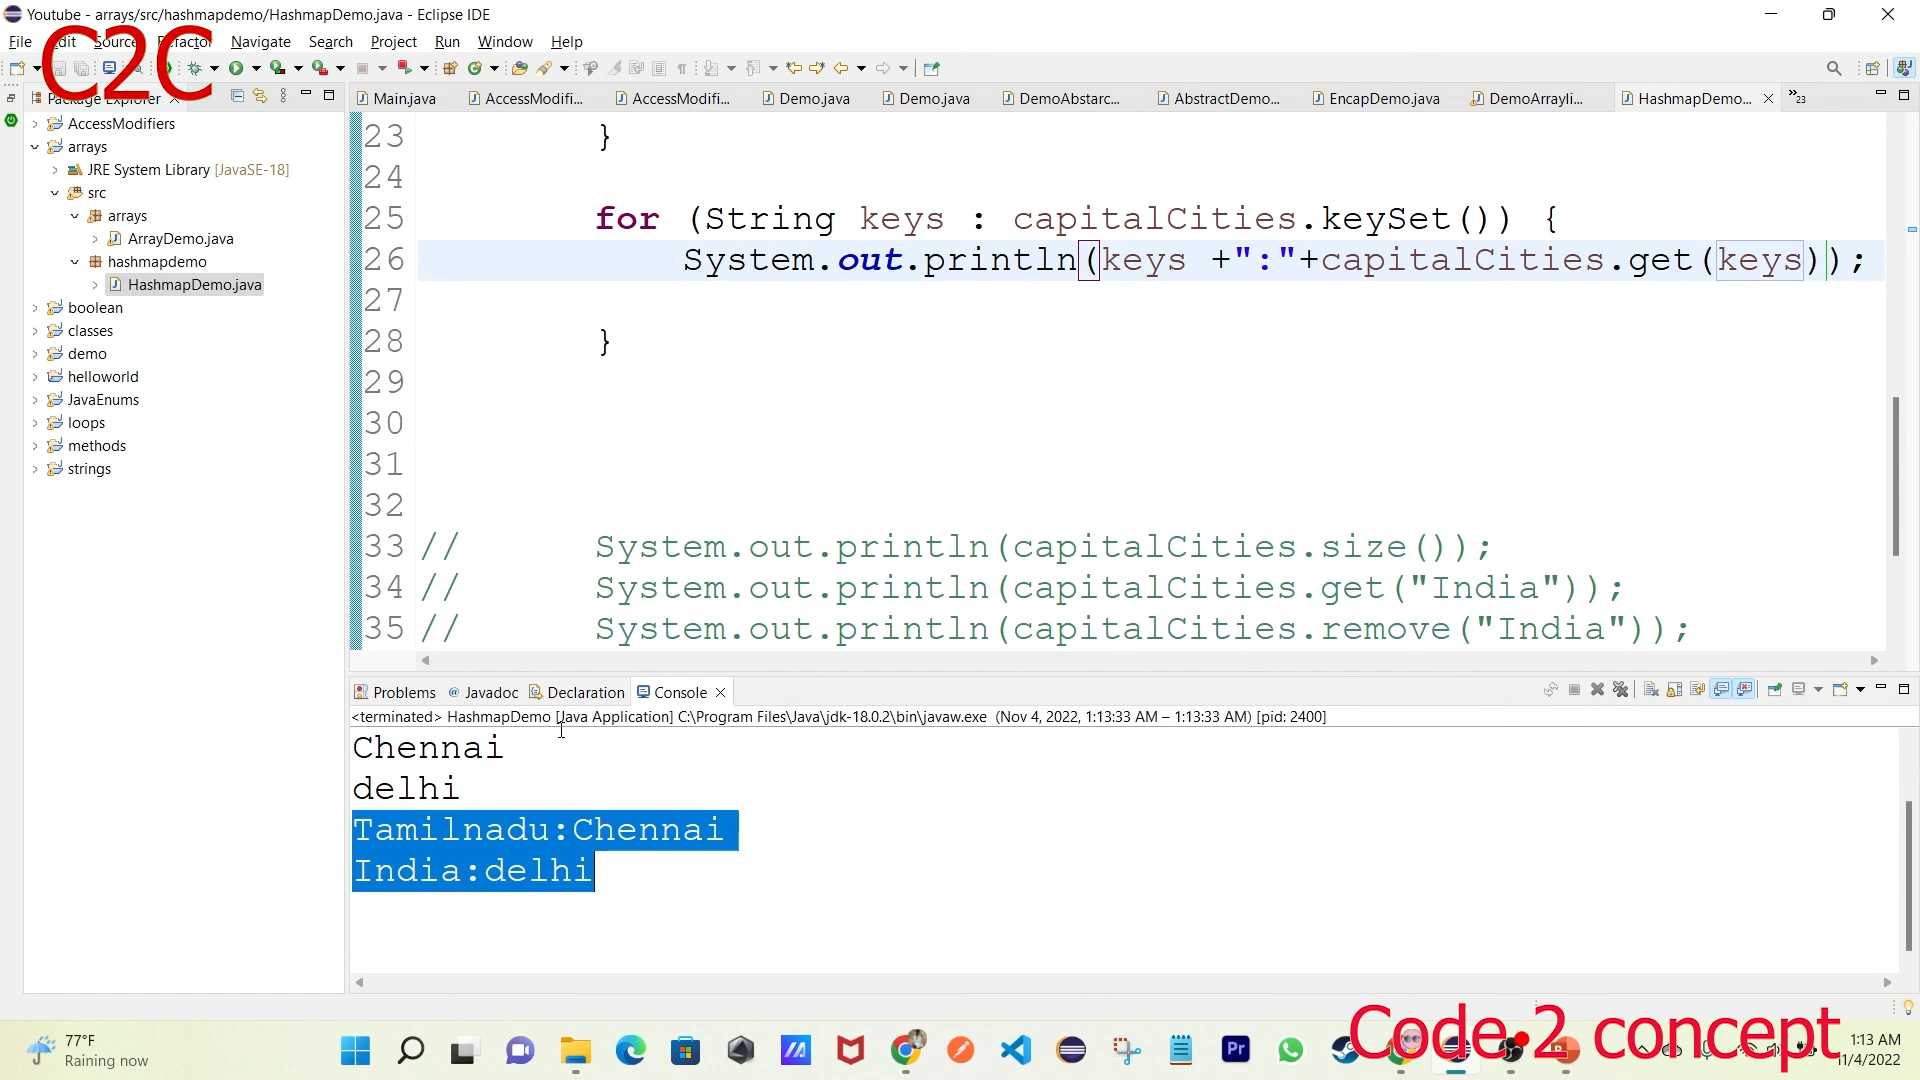 Youtube - arrays/src/hashmapdemo/HashmapDemo.java - Eclipse IDE
C2C
File Edit Source Refactor Navigate Search Project Run Window Help
Package Explorer
Main.java AccessModifi... AccessModifi... Demo.java Demo.java DemoAbstarc... AbstractDemo... EncapDemo.java DemoArrayli... HashmapDemo... 23
AccessModifiers
arrays
JRE System Library [JavaSE-18]
src
arrays
ArrayDemo.java
hashmapdemo
HashmapDemo.java
boolean
classes
demo
helloworld
JavaEnums
loops
methods
strings
23 }
24
25 for (String keys : capitalCities.keySet()) {
26 System.out.println(keys +":"+capitalCities.get(keys));
27
28 }
29
30
31
32
33 // System.out.println(capitalCities.size());
34 // System.out.println(capitalCities.get("India"));
35 // System.out.println(capitalCities.remove("India"));
Problems Javadoc Declaration Console
<terminated> HashmapDemo [Java Application] C:\Program Files\Java\jdk-18.0.2\bin\javaw.exe (Nov 4, 2022, 1:13:33 AM – 1:13:33 AM) [pid: 2400]
Chennai
delhi
Tamilnadu:Chennai
India:delhi
Code 2 concept
77°F
Raining now
Pr
1:13 AM
11/4/2022